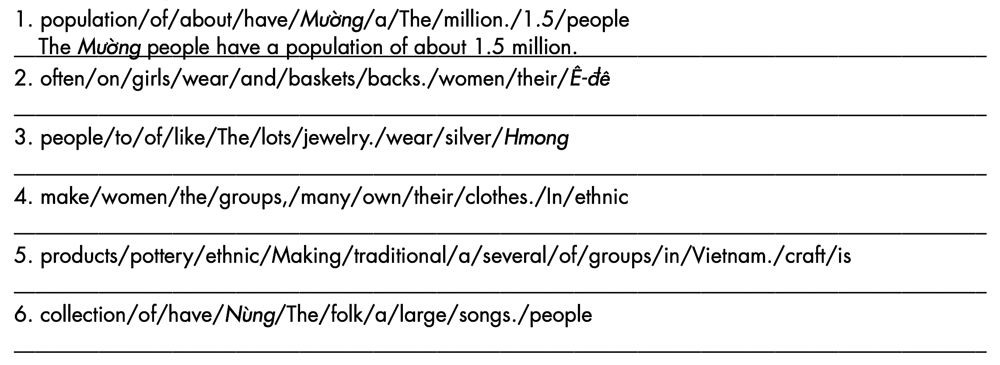 1. population/of/about/have/Mường/a/The/million./1.5/people
The Mường people have a population of about 1.5 million.
2. often/on/girls/wear/and/baskets/backs./women/their/Ê-đê
3. people/to/of/like/The/lots/jewelry./wear/silver/Hmong
4. make/women/the/groups,/many/own/their/clothes./In/ethnic
5. products/pottery/ethnic/Making/traditional/a/several/of/groups/in/Vietnam./craft/is
6. collection/of/have/Nùng/The/folk/a/large/songs./people